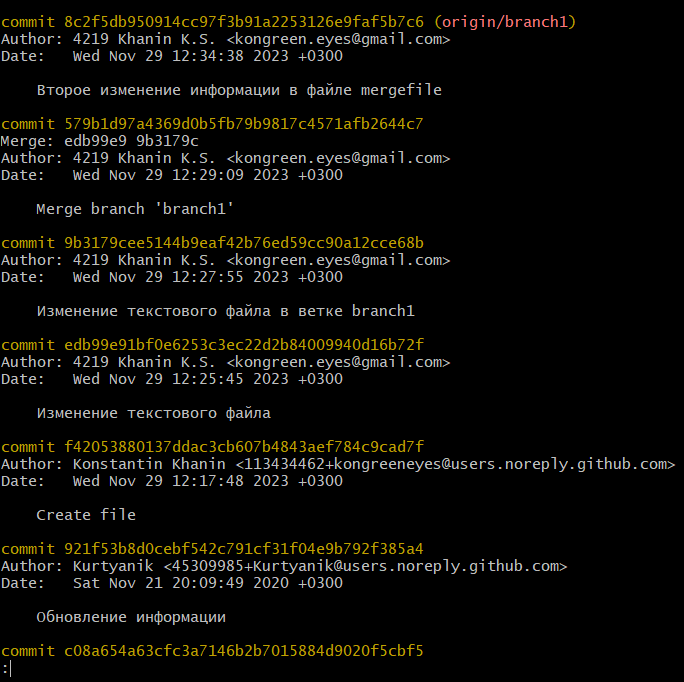 commit 8c2f5db950914cc97f3b91a2253126e9faf5b7c6 (origin/branch1)
Author: 4219 Khanin K.S. <kongreen.eyes@gmail.com>
Date:   Wed Nov 29 12:34:38 2023 +0300
Второе изменение информации в файле mergefile
commit 579b1d97a4369d0b5fb79b9817c4571afb2644c7
Merge: edb99e9 9b3179c
Author: 4219 Khanin K.S. <kongreen.eyes@gmail.com>
Date:   Wed Nov 29 12:29:09 2023 +0300
Merge branch 'branch1'
commit 9b3179cee5144b9eaf42b76ed59cc90a12cce68b
Author: 4219 Khanin K.S. <kongreen.eyes@gmail.com>
Date:   Wed Nov 29 12:27:55 2023 +0300
Изменение текстового файла в ветке branch1
commit edb99e91bf0e6253c3ec22d2b84009940d16b72f
Author: 4219 Khanin K.S. <kongreen.eyes@gmail.com>
Date:   Wed Nov 29 12:25:45 2023 +0300
Изменение текстового файла
commit f42053880137ddac3cb607b4843aef784c9cad7f
Author: Konstantin Khanin <113434462+kongreeneyes@users.noreply.github.com>
Date:   Wed Nov 29 12:17:48 2023 +0300
Create file
commit 921f53b8d0cebf542c791cf31f04e9b792f385a4
Author: Kurtyanik <45309985+Kurtyanik@users.noreply.github.com>
Date:   Sat Nov 21 20:09:49 2020 +0300
Обновление информации
commit c08a654a63cfc3a7146b2b7015884d9020f5cbf5
: